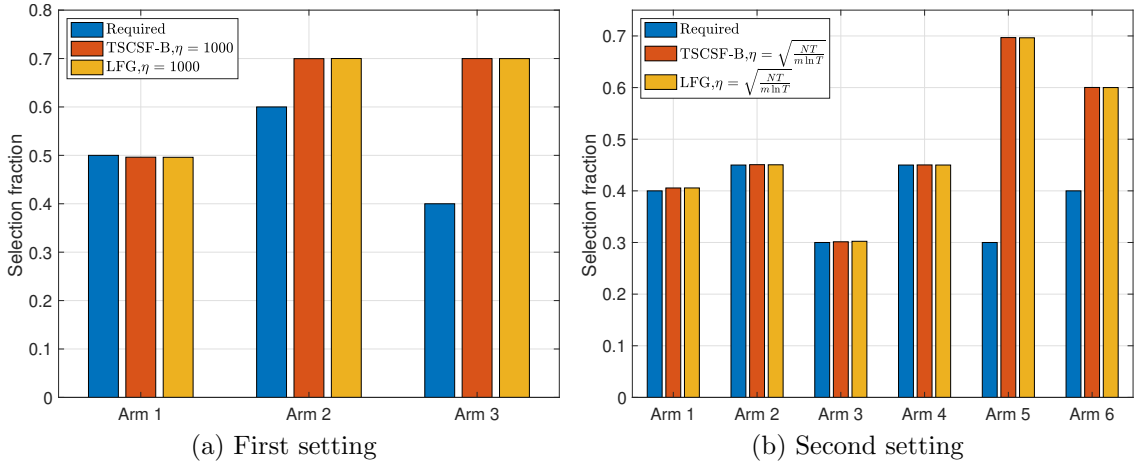 Required
TSCSF-B,η = 1000
LFG,η = 1000
Selection fraction
0.8
0.7
0.6
0.5
0.4
0.3
0.2
0.1
0
Arm 1 Arm 2 Arm 3
(a) First setting
Required
TSCSF-B,η = √(NT/(m ln T))
LFG,η = √(NT/(m ln T))
Selection fraction
0.7
0.6
0.5
0.4
0.3
0.2
0.1
0
Arm 1 Arm 2 Arm 3 Arm 4 Arm 5 Arm 6
(b) Second setting